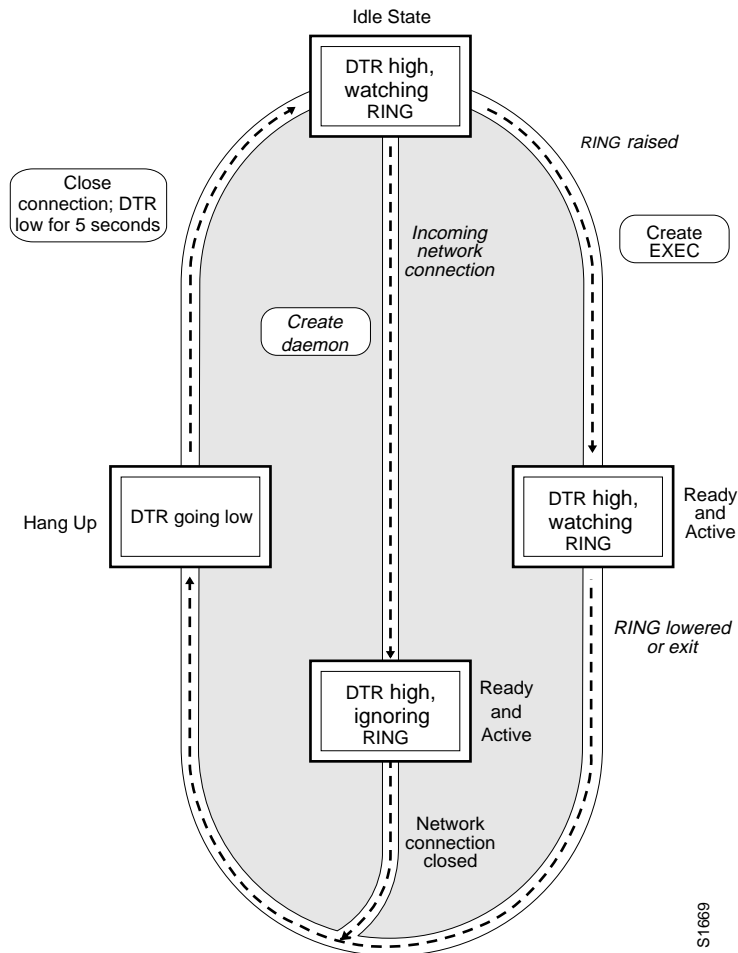 Idle State
DTR high,
watching
RING
RING raised
Close
connection; DTR
low for 5 seconds
Create
EXEC
Incoming
network
connection
Create
daemon
Hang Up
DTR going low
DTR high,
watching
RING
Ready
and
Active
RING lowered
or exit
DTR high,
ignoring
RING
Ready
and
Active
Network
connection
closed
S1669